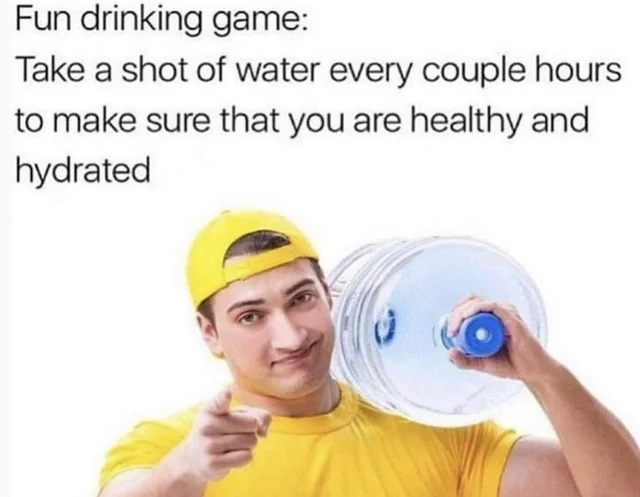 Fun drinking game:
Take a shot of water every couple hours
to make sure that you are healthy and
hydrated